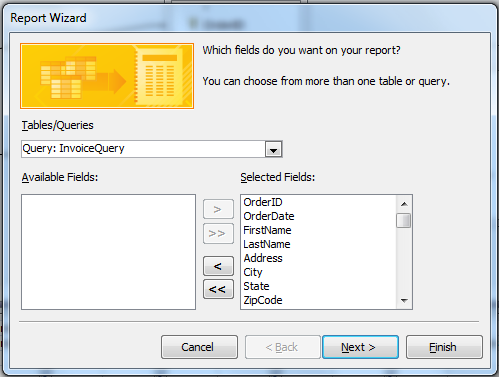 Report Wizard
Which fields do you want on your report?
You can choose from more than one table or query.
Tables/Queries
Query: InvoiceQuery
Available Fields:
Selected Fields:
>
>>
<
<<
OrderID
OrderDate
FirstName
LastName
Address
City
State
ZipCode
Cancel
< Back
Next >
Finish